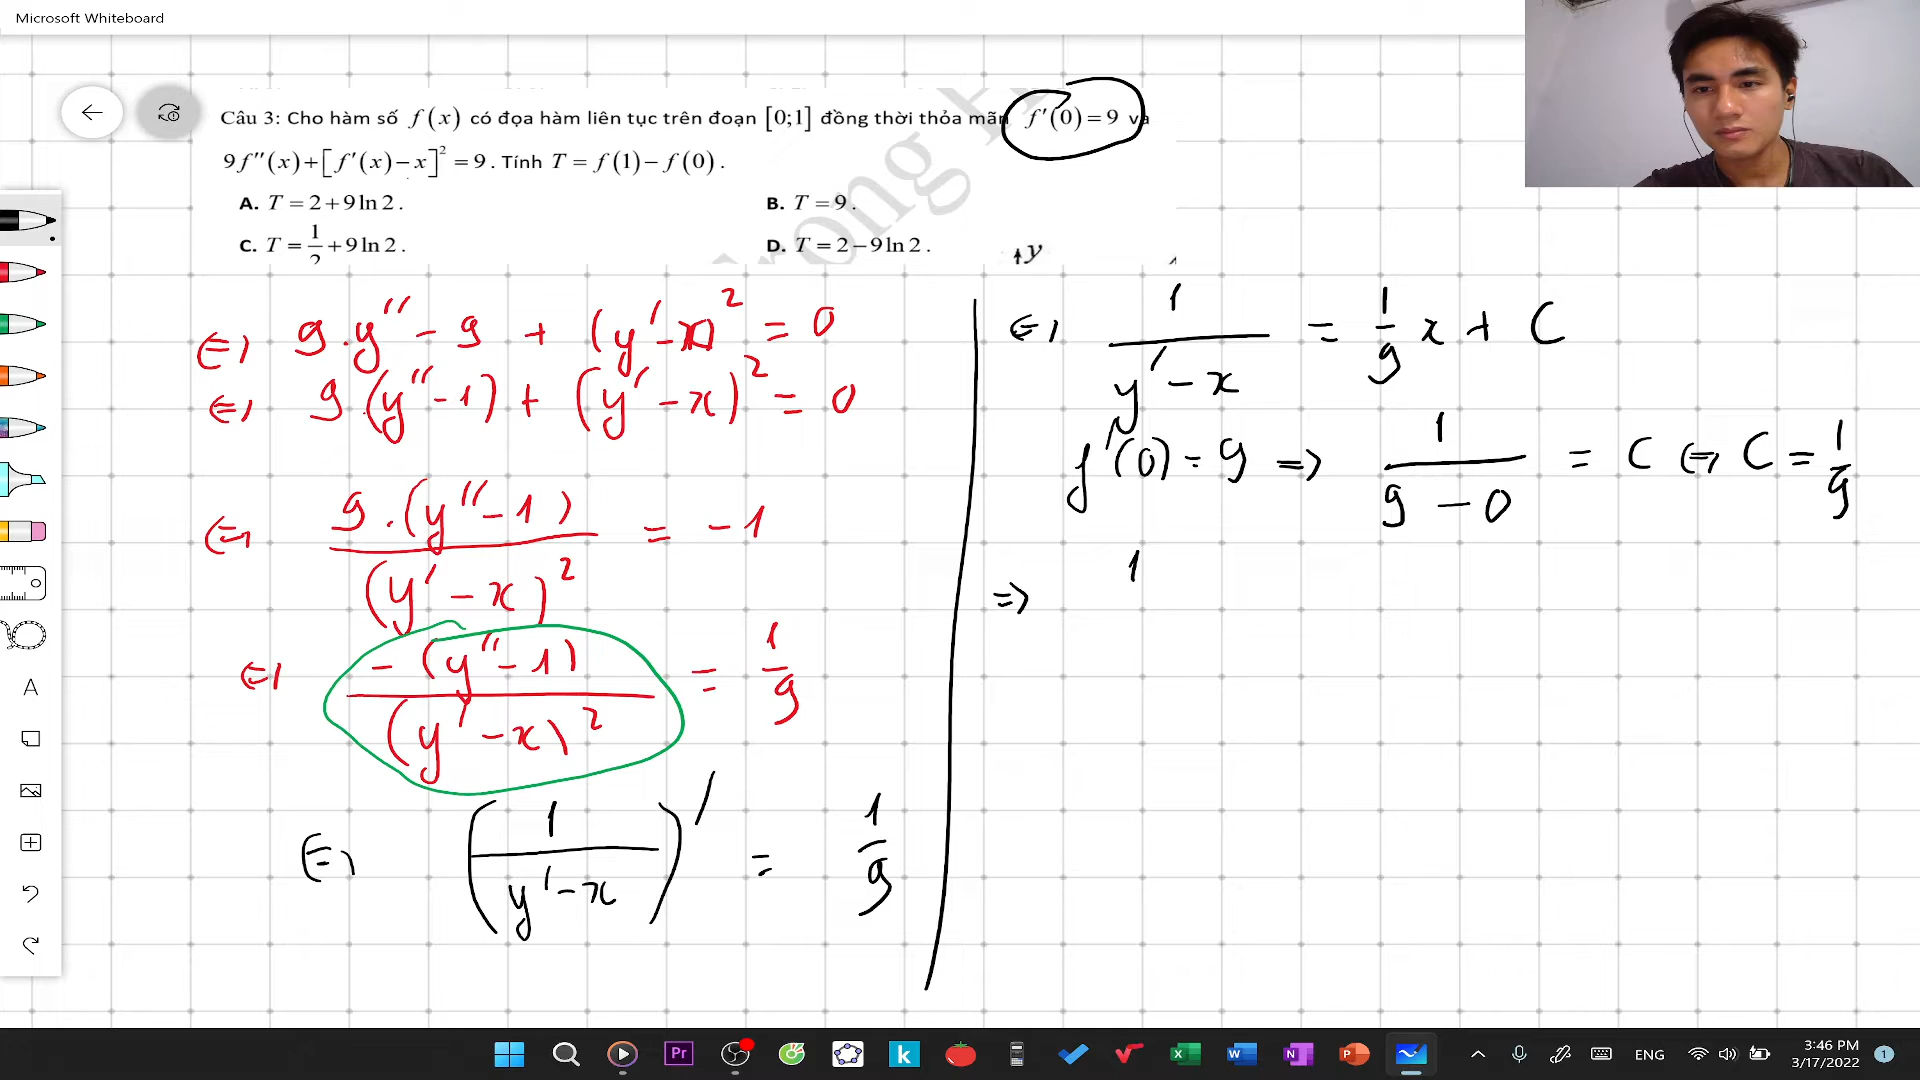 Microsoft Whiteboard
Câu 3: Cho hàm số f(x) có đọa hàm liên tục trên đoạn [0;1] đồng thời thỏa mãn f′(0)=9 và
9f″(x)+[f′(x)−x]²=9. Tính T=f(1)−f(0).
A. T=2+9ln2. B. T=9.
C. T=1/2+9ln2. D. T=2−9ln2.
y
⇔ 9.y″ − 9 + (y′−x)² = 0
⇔ 9.(y″−1) + (y′−x)² = 0
⇔ 9.(y″−1)/(y′−x)² = −1
⇔ −(y″−1)/(y′−x)² = 1/9
⇔ (1/(y′−x))′ = 1/9
⇔ 1/(y′−x) = 1/9 x + C
f′(0) = 9 ⇒ 1/(9−0) = C ⇔ C = 1/9
⇒ 1
A
Pr
k
ENG
3:46 PM
3/17/2022
1